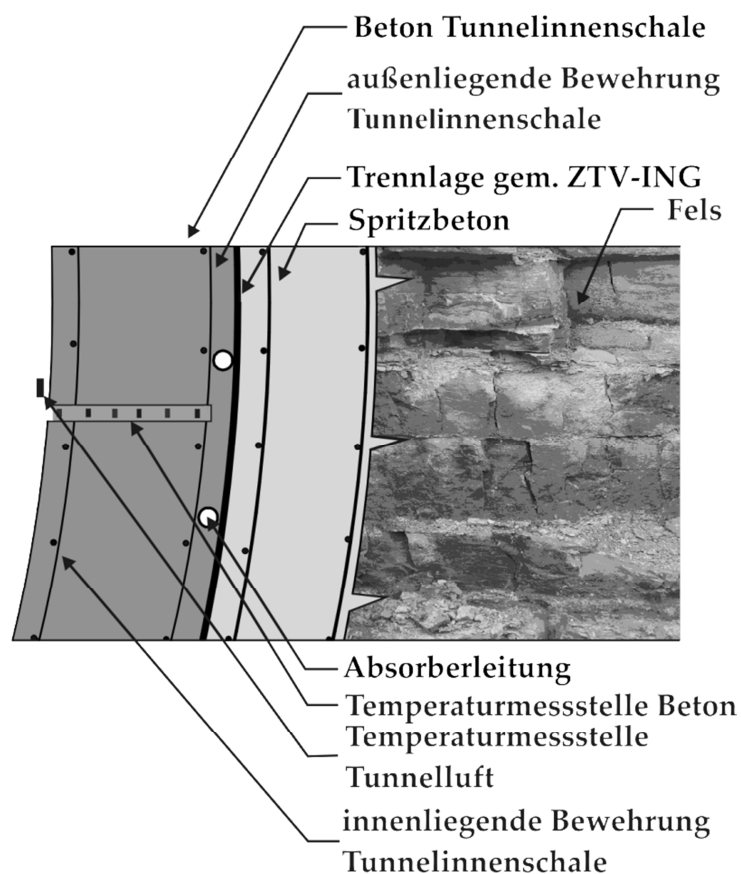 Beton Tunnelinnenschale
außenliegende Bewehrung
Tunnelinnenschale
Trennlage gem. ZTV-ING
Fels
Spritzbeton
Absorberleitung
Temperaturmessstelle Beton
Temperaturmessstelle
Tunnelluft
innenliegende Bewehrung
Tunnelinnenschale